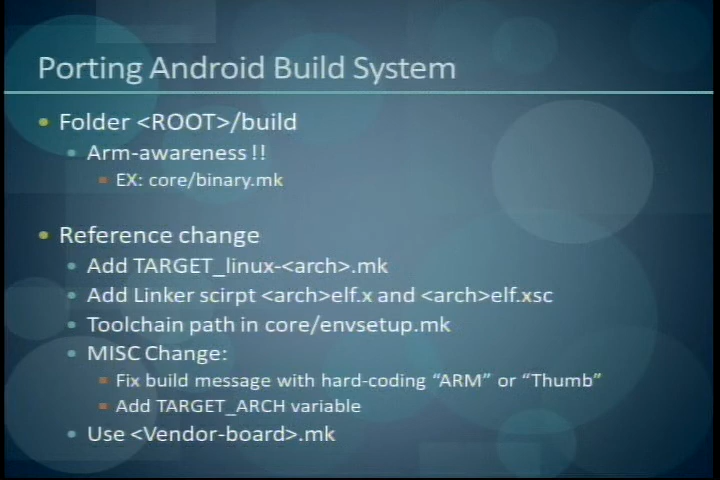 Porting Android Build System
Folder <ROOT>/build
Arm-awareness !!
EX: core/binary.mk
Reference change
Add TARGET_linux-<arch>.mk
Add Linker scirpt <arch>elf.x and <arch>elf.xsc
Toolchain path in core/envsetup.mk
MISC Change:
Fix build message with hard-coding “ARM” or “Thumb”
Add TARGET_ARCH variable
Use <Vendor-board>.mk